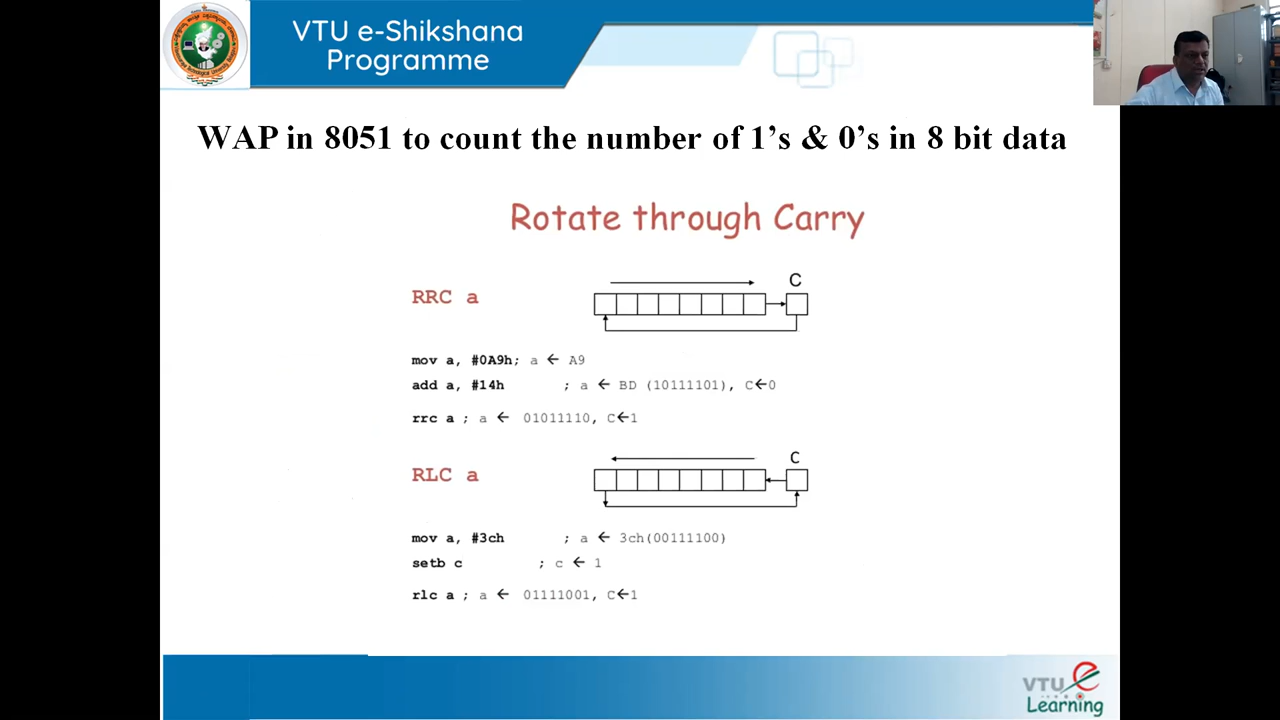 VTU e-Shikshana
Programme
WAP in 8051 to count the number of 1’s & 0’s in 8 bit data
Rotate through Carry
RRC a
C
mov a, #0A9h; a ← A9
add a, #14h ; a ← BD (10111101), C←0
rrc a ; a ← 01011110, C←1
RLC a
C
mov a, #3ch ; a ← 3ch(00111100)
setb c ; c ← 1
rlc a ; a ← 01111001, C←1
VTU e
Learning